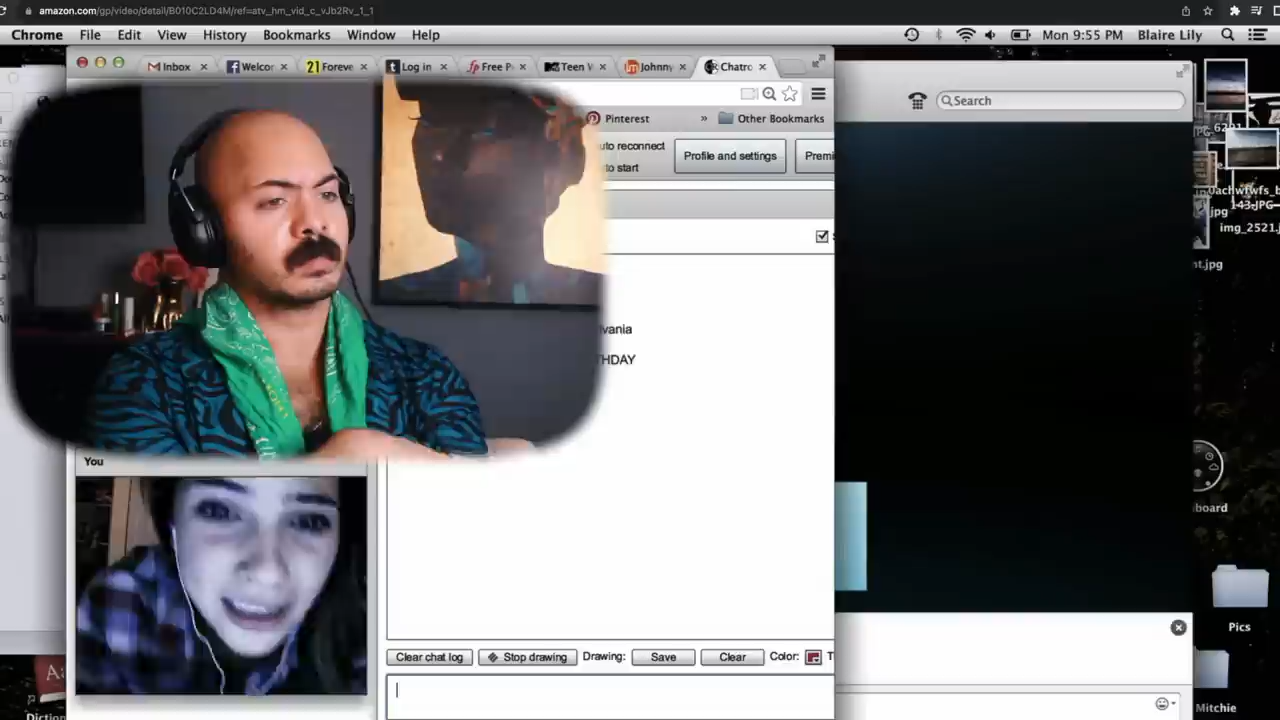 amazon.com/gp/video/detail/B010C2LD4M/ref=atv_hm_vid_c_vJb2Rv_1_1
Chrome File Edit View History Bookmarks Window Help Mon 9:55 PM Blaire Lily
Inbox Welcor Foreve Log in Free P Teen V Johnny Chatro
Search
Pinterest » Other Bookmarks
uto reconnect
to start
Profile and settings
Premi
img_2521.j
nt.jpg
vania
THDAY
You
board
Pics
Clear chat log Stop drawing Drawing: Save Clear Color: T
Mitchie
Diction